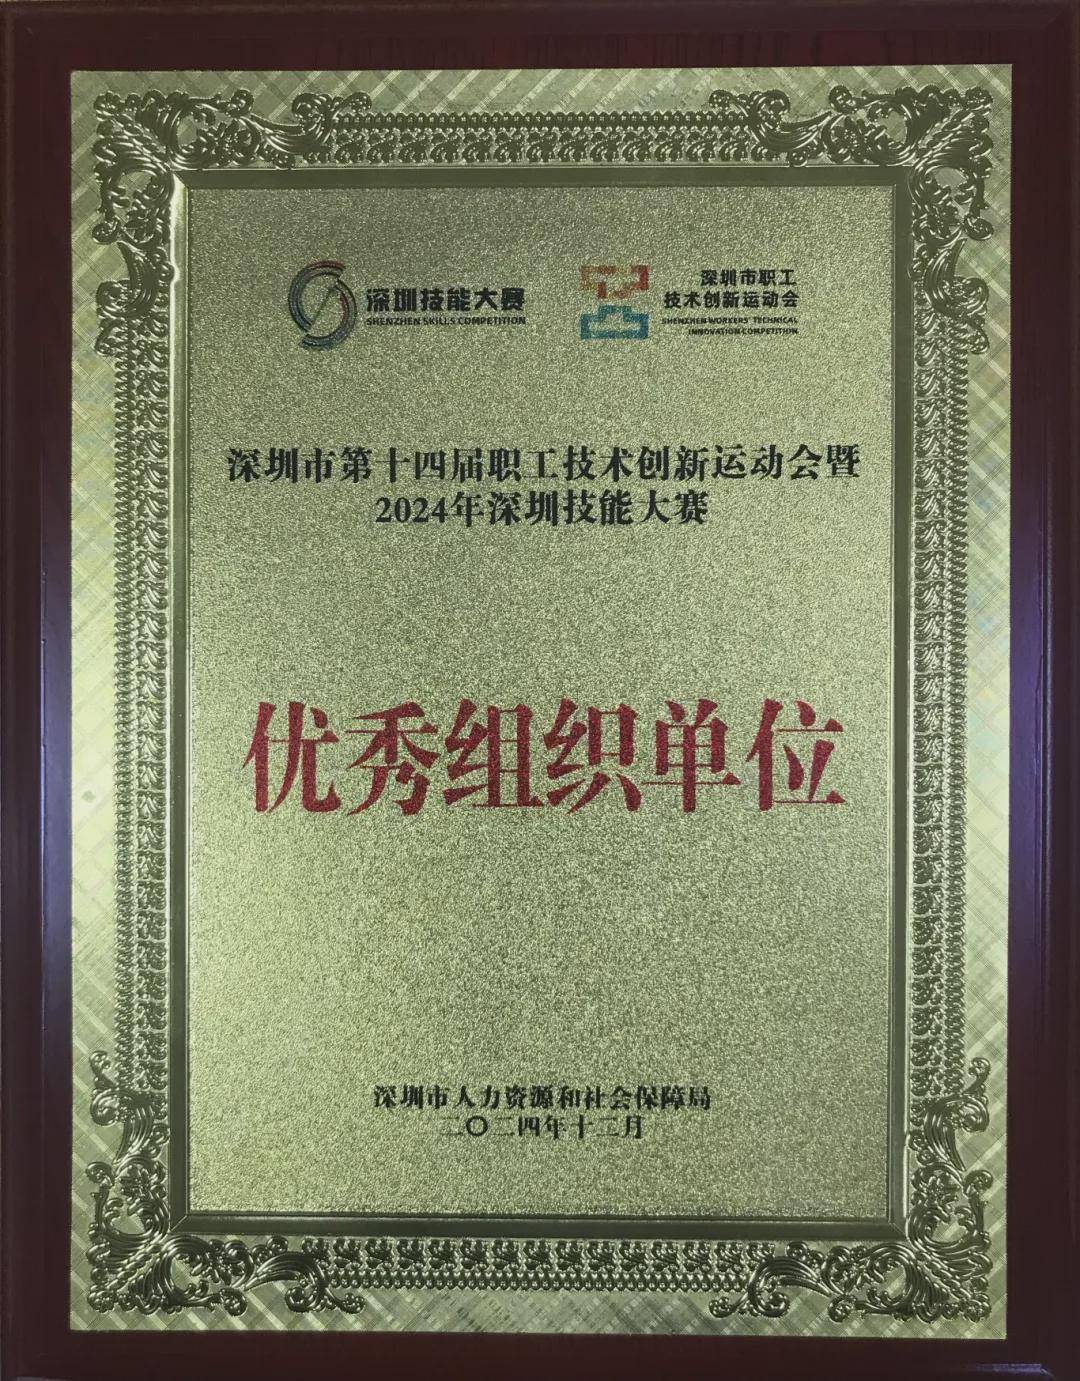 深圳技能大赛
SHENZHEN SKILLS COMPETITION
深圳市职工
技术创新运动会
SHENZHEN WORKERS' TECHNICAL
INNOVATION COMPETITHIN
深圳市第十四届职工技术创新运动会暨
2024年深圳技能大赛
优秀组织单位
深圳市人力资源和社会保障局
二〇二四年十二月